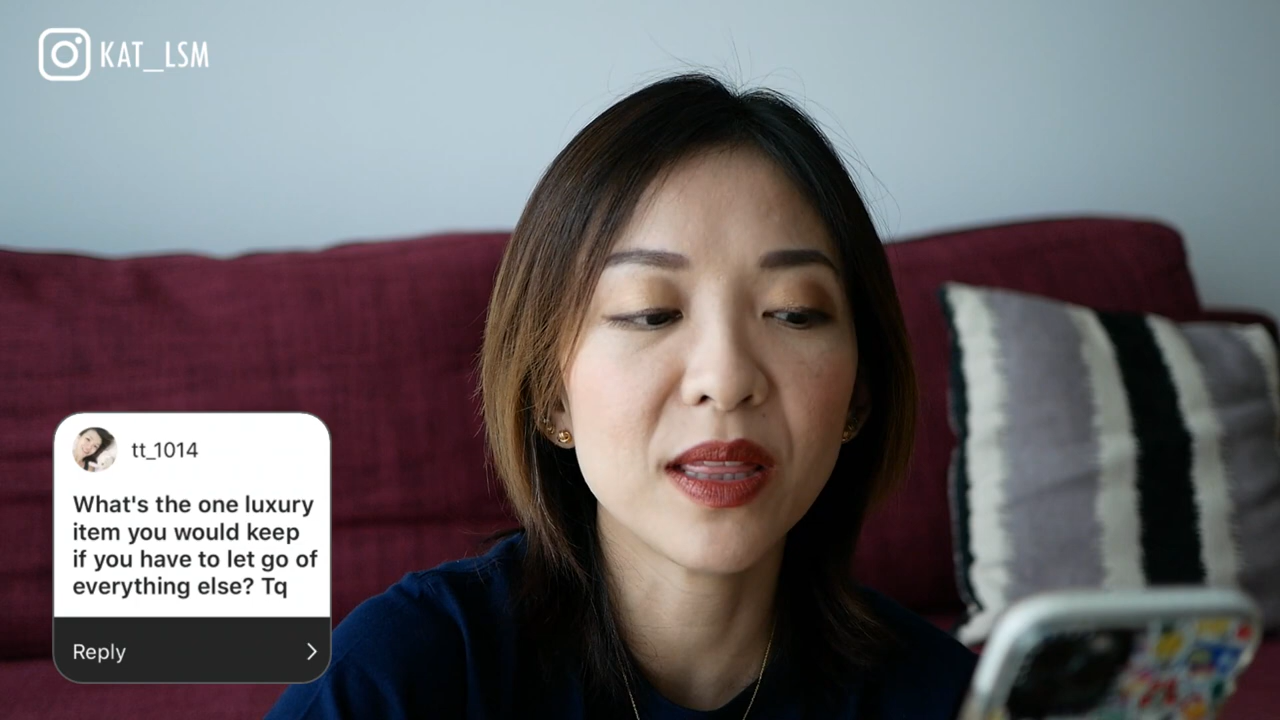 KAT_LSM
tt_1014
What's the one luxury
item you would keep
if you have to let go of
everything else? Tq
Reply